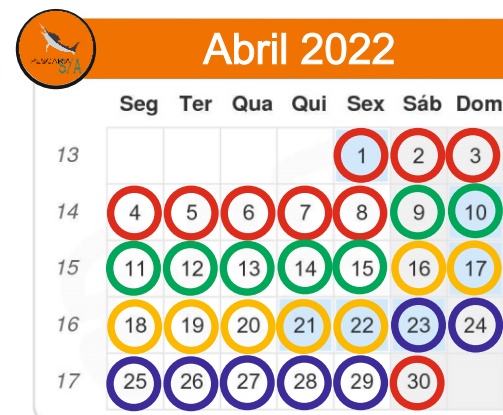 Abril 2022
PESCARIA
S/A
Seg Ter Qua Qui Sex Sáb Dom
13 1 2 3
14 4 5 6 7 8 9 10
15 11 12 13 14 15 16 17
16 18 19 20 21 22 23 24
17 25 26 27 28 29 30